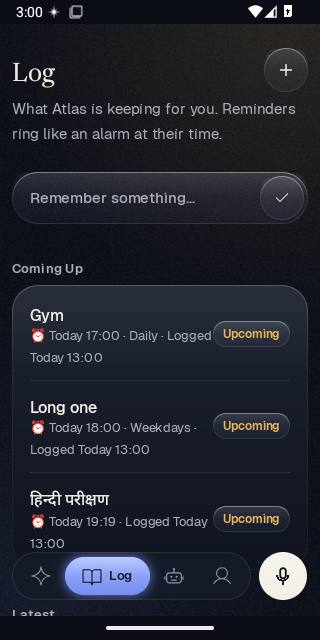 3:00
Log
What Atlas is keeping for you. Reminders
ring like an alarm at their time.
Remember something...
Coming Up
Gym
⏰ Today 17:00 · Daily · Logged
Today 13:00
Upcoming
Long one
⏰ Today 18:00 · Weekdays ·
Logged Today 13:00
Upcoming
हिन्दी परीक्षण
⏰ Today 19:19 · Logged Today
13:00
Upcoming
Log
Latest